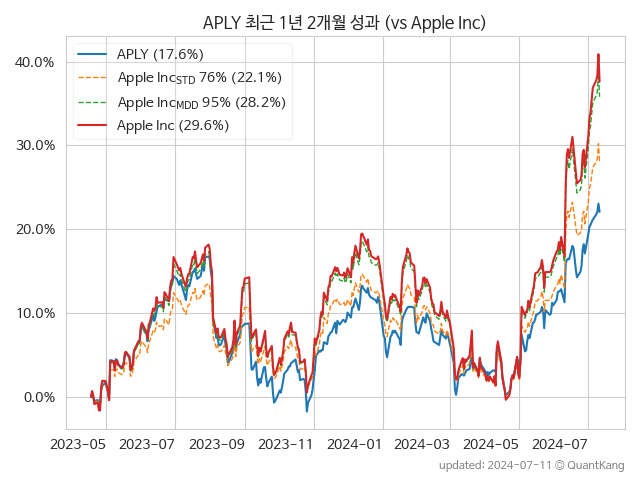 APLY 최근 1년 2개월 성과 (vs Apple Inc)
APLY (17.6%)
Apple IncSTD 76% (22.1%)
Apple IncMDD 95% (28.2%)
Apple Inc (29.6%)
40.0%
30.0%
20.0%
10.0%
0.0%
2023-05 2023-07 2023-09 2023-11 2024-01 2024-03 2024-05 2024-07
updated: 2024-07-11 © QuantKang